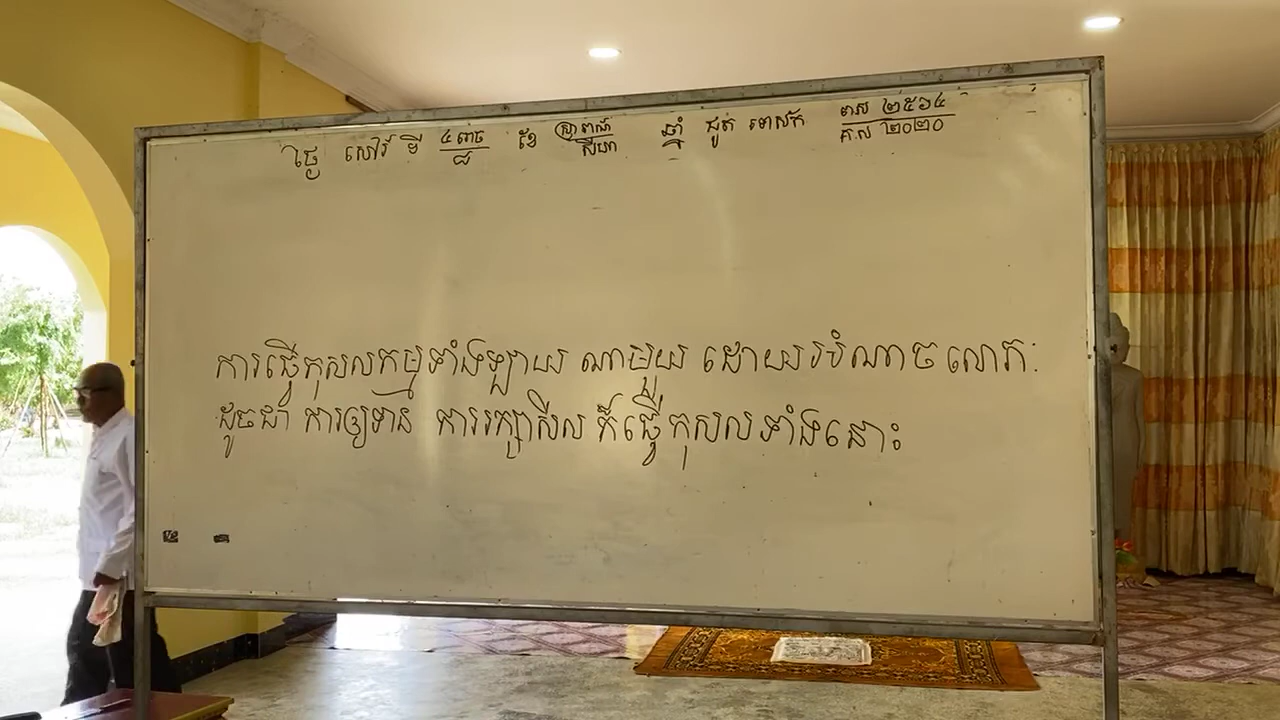 ថ្ងៃ សៅរ៍ ទី ៤ រោច ៨ ខែ ស្រាពណ៍ សីហា ឆ្នាំ ជូត ទោស័ក ព.ស ២៥៦៤ គ.ស ២០២០
ការធ្វើកុសលកម្មទាំងឡាយ ណាមួយ ដោយអំណាច លោភៈ
ដូចជា ការឲ្យទាន ការរក្សាសីល ក៏ធ្វើកុសលទាំងនោះ